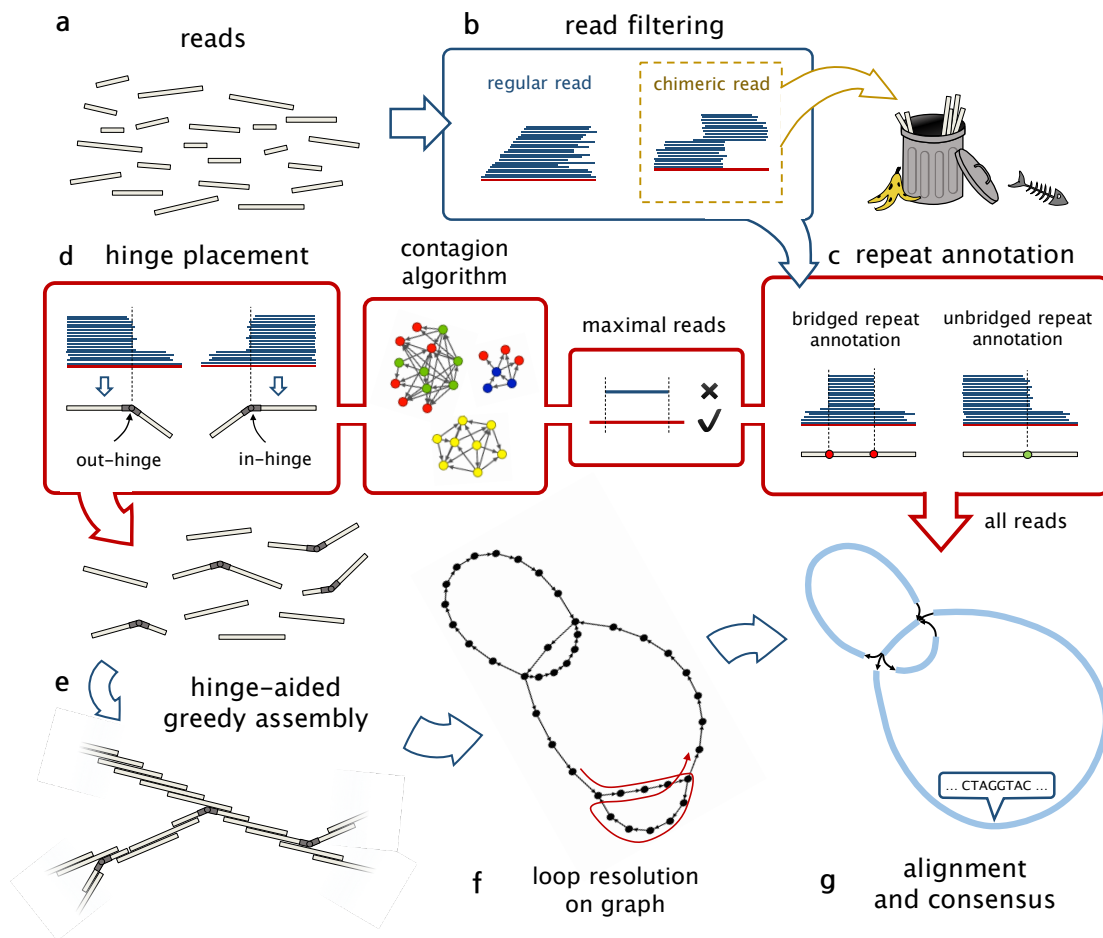 a
reads
b
read filtering
regular read
chimeric read
c
repeat annotation
bridged repeat
annotation
unbridged repeat
annotation
maximal reads
contagion
algorithm
d
hinge placement
out-hinge
in-hinge
all reads
e
hinge-aided
greedy assembly
f
loop resolution
on graph
... CTAGGTAC ...
g
alignment
and consensus